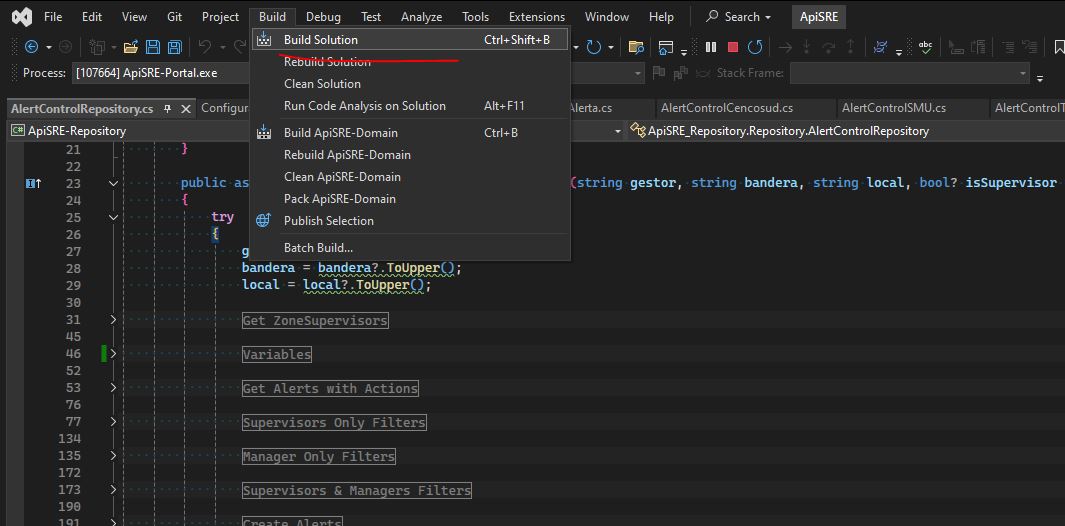 File Edit View Git Project Build Debug Test Analyze Tools Extensions Window Help Search ApiSRE
Build Solution Ctrl+Shift+B
Process: [107664] ApiSRE-Portal.exe Stack Frame:
Rebuild Solution
Clean Solution
Run Code Analysis on Solution Alt+F11
Build ApiSRE-Domain Ctrl+B
Rebuild ApiSRE-Domain
Clean ApiSRE-Domain
Pack ApiSRE-Domain
Publish Selection
Batch Build...
AlertControlRepository.cs Configura lerta.cs AlertControlCencosud.cs AlertControlSMU.cs AlertControlT
ApiSRE-Repository ApiSRE_Repository.Repository.AlertControlRepository
21 }
22
23 public as (string gestor, string bandera, string local, bool? isSupervisor
24 {
25 try
26 {
27 g
28 bandera = bandera?.ToUpper();
29 local = local?.ToUpper();
30
31 Get ZoneSupervisors
45
46 Variables
52
53 Get Alerts with Actions
76
77 Supervisors Only Filters
134
135 Manager Only Filters
172
173 Supervisors & Managers Filters
190
191 Create Alerts